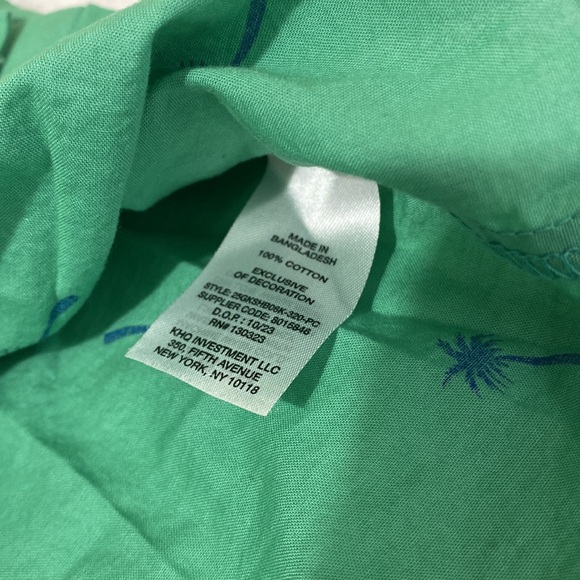 MADE IN
BANGLADESH
100% COTTON
EXCLUSIVE
OF DECORATION
STYLE: 25GKSHB06K-320-PC
SUPPLIER CODE: 8015848
D.O.P.: 10/23
RN# 130323
KHQ INVESTMENT LLC
350, FIFTH AVENUE
NEW YORK, NY 10118